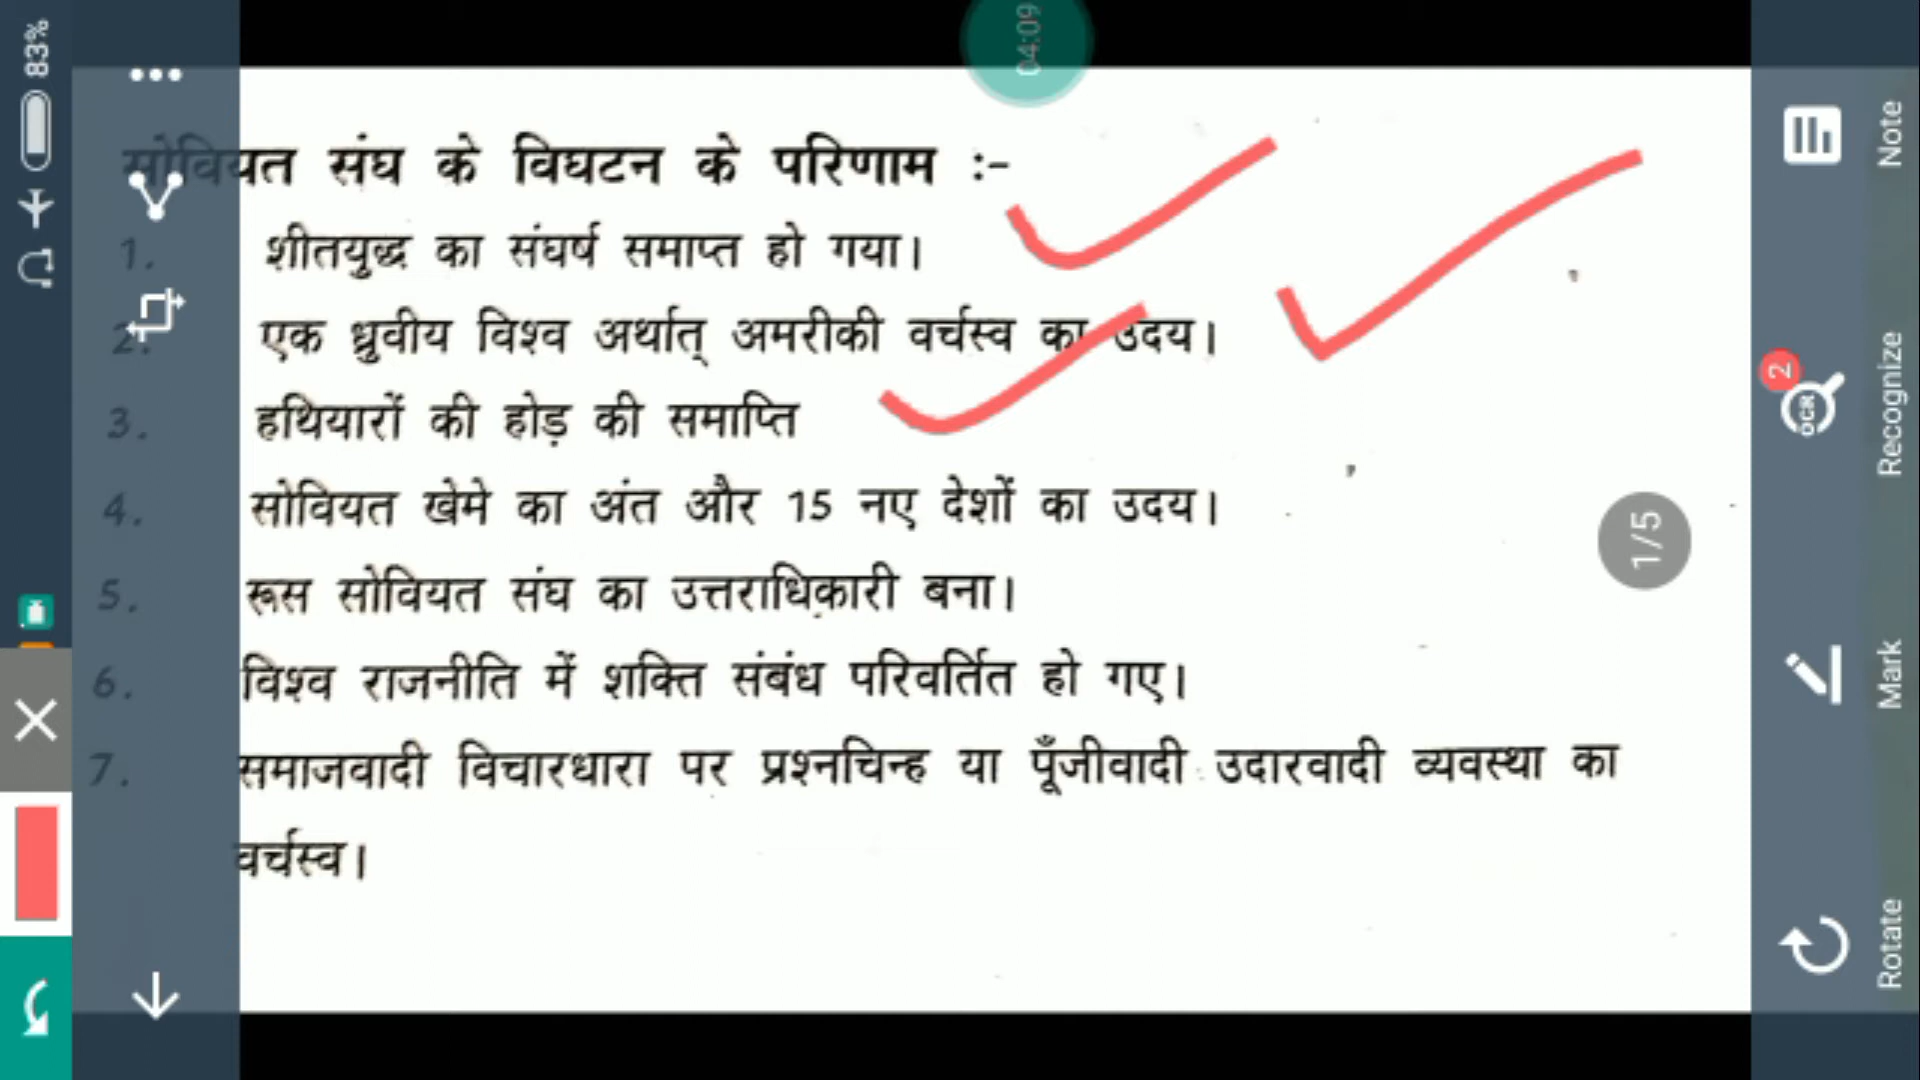 सोवियत संघ के विघटन के परिणाम :-
1. शीतयुद्ध का संघर्ष समाप्त हो गया।
2. एक ध्रुवीय विश्व अर्थात् अमरीकी वर्चस्व का उदय।
3. हथियारों की होड़ की समाप्ति
4. सोवियत खेमे का अंत और 15 नए देशों का उदय।
5. रूस सोवियत संघ का उत्तराधिकारी बना।
6. विश्व राजनीति में शक्ति संबंध परिवर्तित हो गए।
7. समाजवादी विचारधारा पर प्रश्नचिन्ह या पूँजीवादी उदारवादी व्यवस्था का
वर्चस्व।
83%
04:09
1/5
Note
2
OCR
Recognize
Mark
Rotate